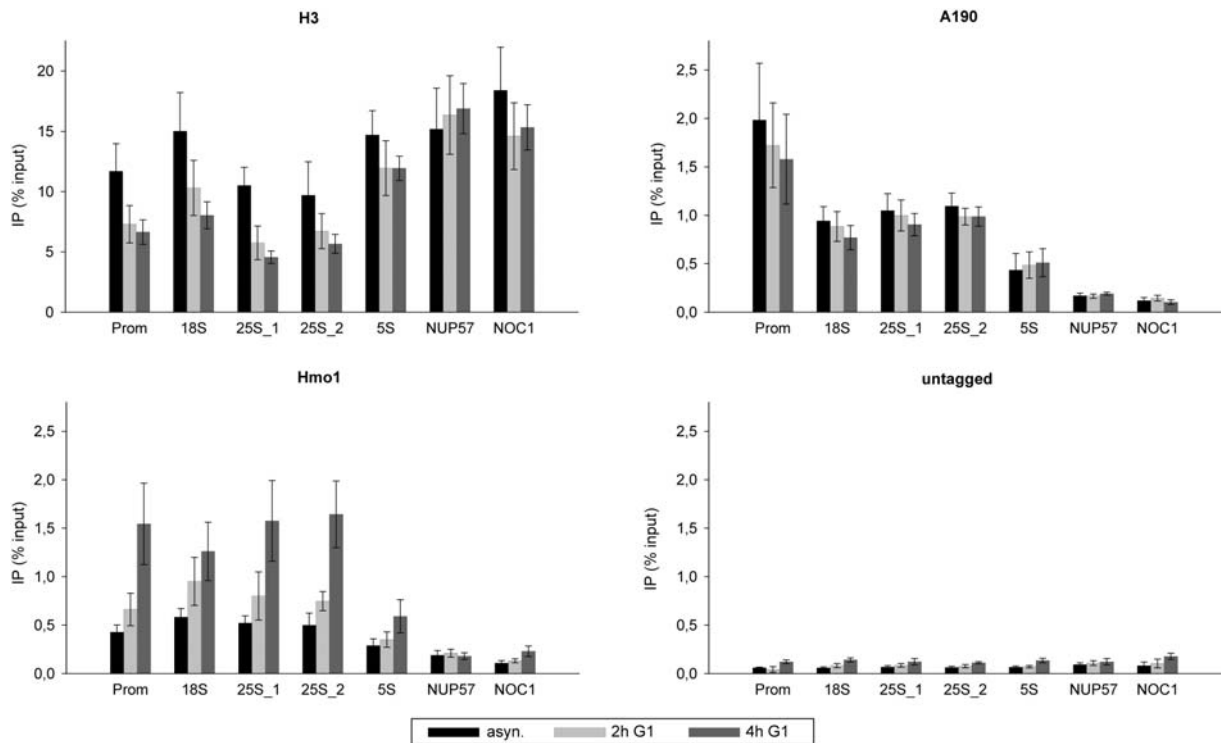 H3
IP (% input)
20
15
10
5
0
Prom 18S 25S_1 25S_2 5S NUP57 NOC1
A190
IP (% input)
2,5
2,0
1,5
1,0
0,5
0,0
Prom 18S 25S_1 25S_2 5S NUP57 NOC1
Hmo1
IP (% input)
2,5
2,0
1,5
1,0
0,5
0,0
Prom 18S 25S_1 25S_2 5S NUP57 NOC1
untagged
IP (% input)
2,5
2,0
1,5
1,0
0,5
0,0
Prom 18S 25S_1 25S_2 5S NUP57 NOC1
asyn. 2h G1 4h G1